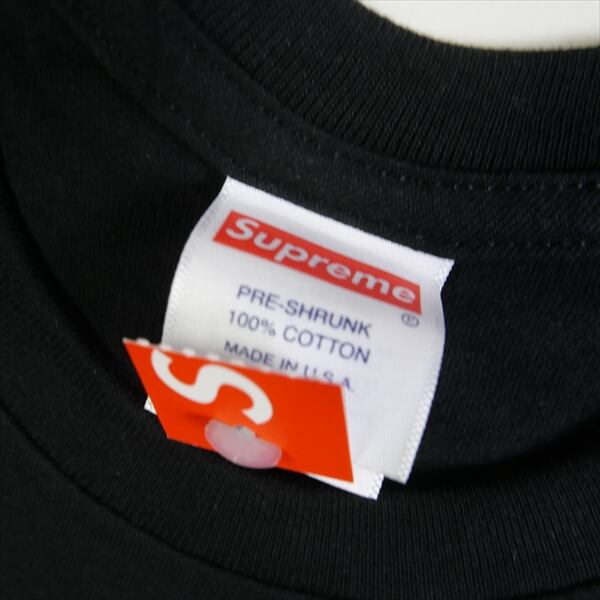 Supreme
®
PRE-SHRUNK
100% COTTON
MADE IN U.S.A.
S